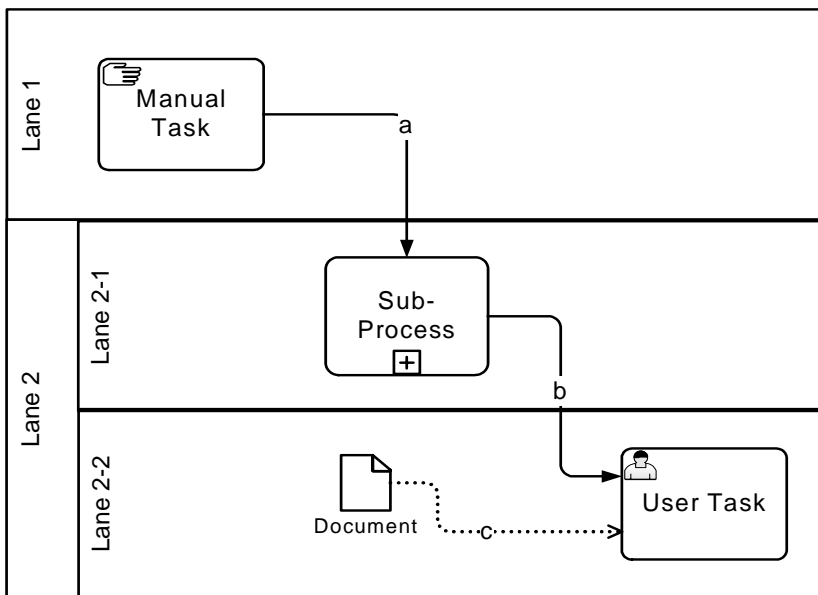 Lane 1
Manual
Task
a
Lane 2
Lane 2-1
Sub-
Process
b
Lane 2-2
Document
c
User Task